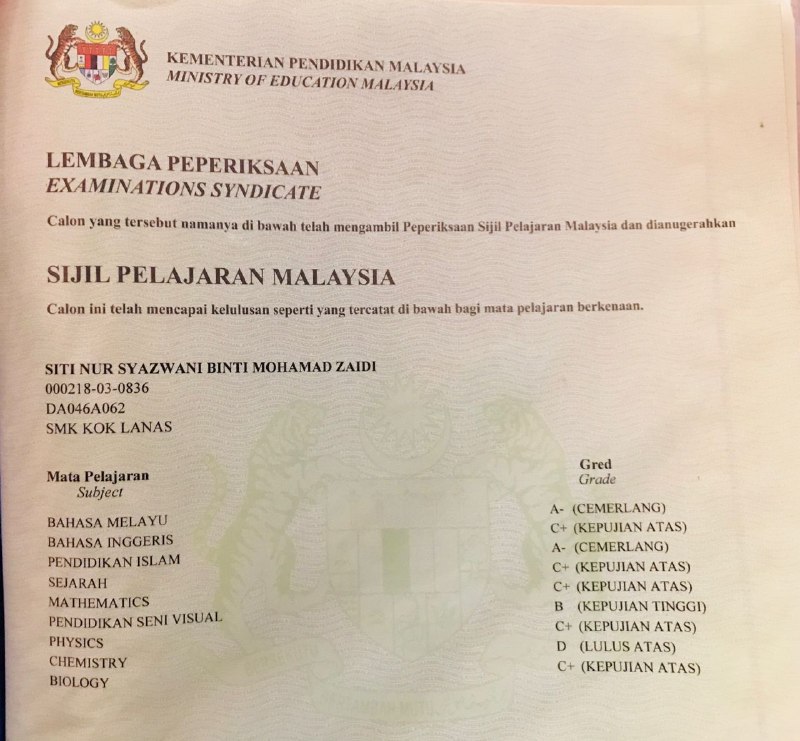 KEMENTERIAN PENDIDIKAN MALAYSIA
MINISTRY OF EDUCATION MALAYSIA
LEMBAGA PEPERIKSAAN
EXAMINATIONS SYNDICATE
Calon yang tersebut namanya di bawah telah mengambil Peperiksaan Sijil Pelajaran Malaysia dan dianugerahkan
SIJIL PELAJARAN MALAYSIA
Calon ini telah mencapai kelulusan seperti yang tercatat di bawah bagi mata pelajaran berkenaan.
SITI NUR SYAZWANI BINTI MOHAMAD ZAIDI
000218-03-0836
DA046A062
SMK KOK LANAS
Mata Pelajaran Gred
Subject Grade
BAHASA MELAYU A- (CEMERLANG)
BAHASA INGGERIS C+ (KEPUJIAN ATAS)
PENDIDIKAN ISLAM A- (CEMERLANG)
SEJARAH C+ (KEPUJIAN ATAS)
MATHEMATICS C+ (KEPUJIAN ATAS)
PENDIDIKAN SENI VISUAL B (KEPUJIAN TINGGI)
PHYSICS C+ (KEPUJIAN ATAS)
CHEMISTRY D (LULUS ATAS)
BIOLOGY C+ (KEPUJIAN ATAS)